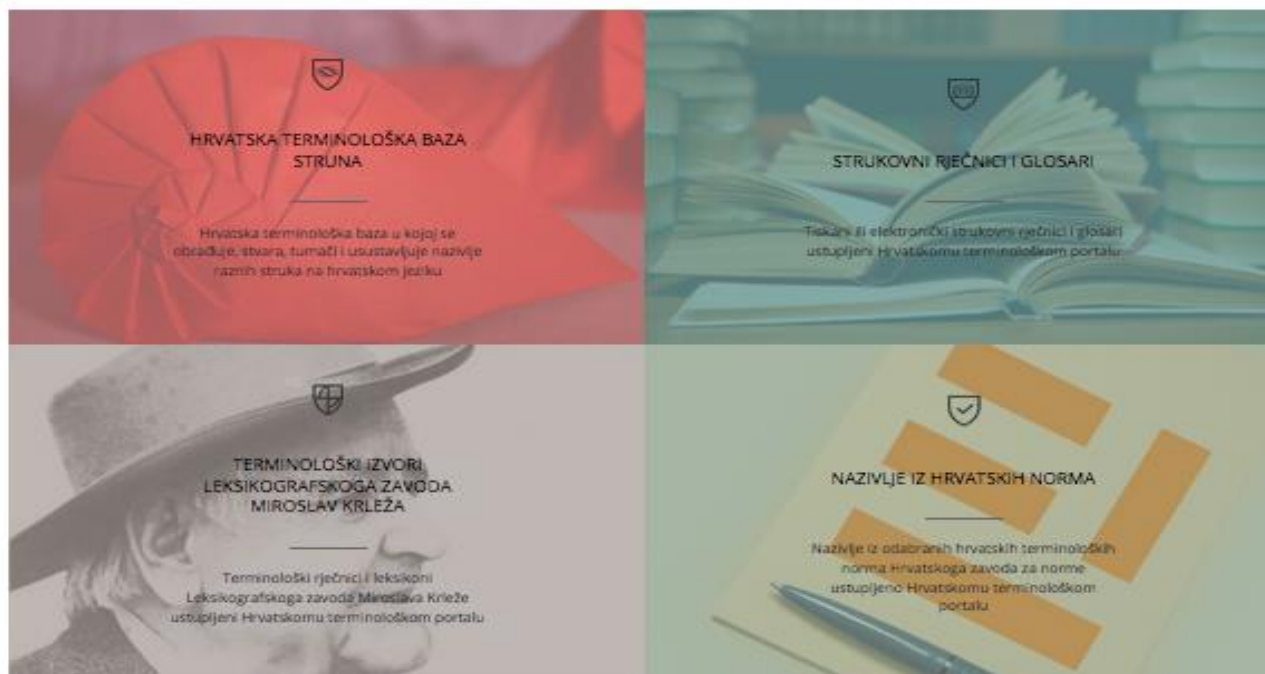 HRVATSKA TERMINOLOŠKA BAZA
STRUNA
Hrvatska terminološka baza u kojoj se
obrađuje, stvara, tumači i usustavljuje nazivlje
raznih struka na hrvatskom jeziku
STRUKOVNI RJEČNICI I GLOSARI
Tiskani ili elektronički strukovni rječnici i glosari
ustupljeni Hrvatskomu terminološkom portalu
TERMINOLOŠKI IZVORI
LEKSIKOGRAFSKOGA ZAVODA
MIROSLAV KRLEŽA
Terminološki rječnici i leksikoni
Leksikografskoga zavoda Miroslava Krleže
ustupljeni Hrvatskomu terminološkom portalu
NAZIVLJE IZ HRVATSKIH NORMA
Nazivlje iz odabranih hrvatskih terminoloških
norma Hrvatskoga zavoda za norme
ustupljeno Hrvatskomu terminološkom
portalu